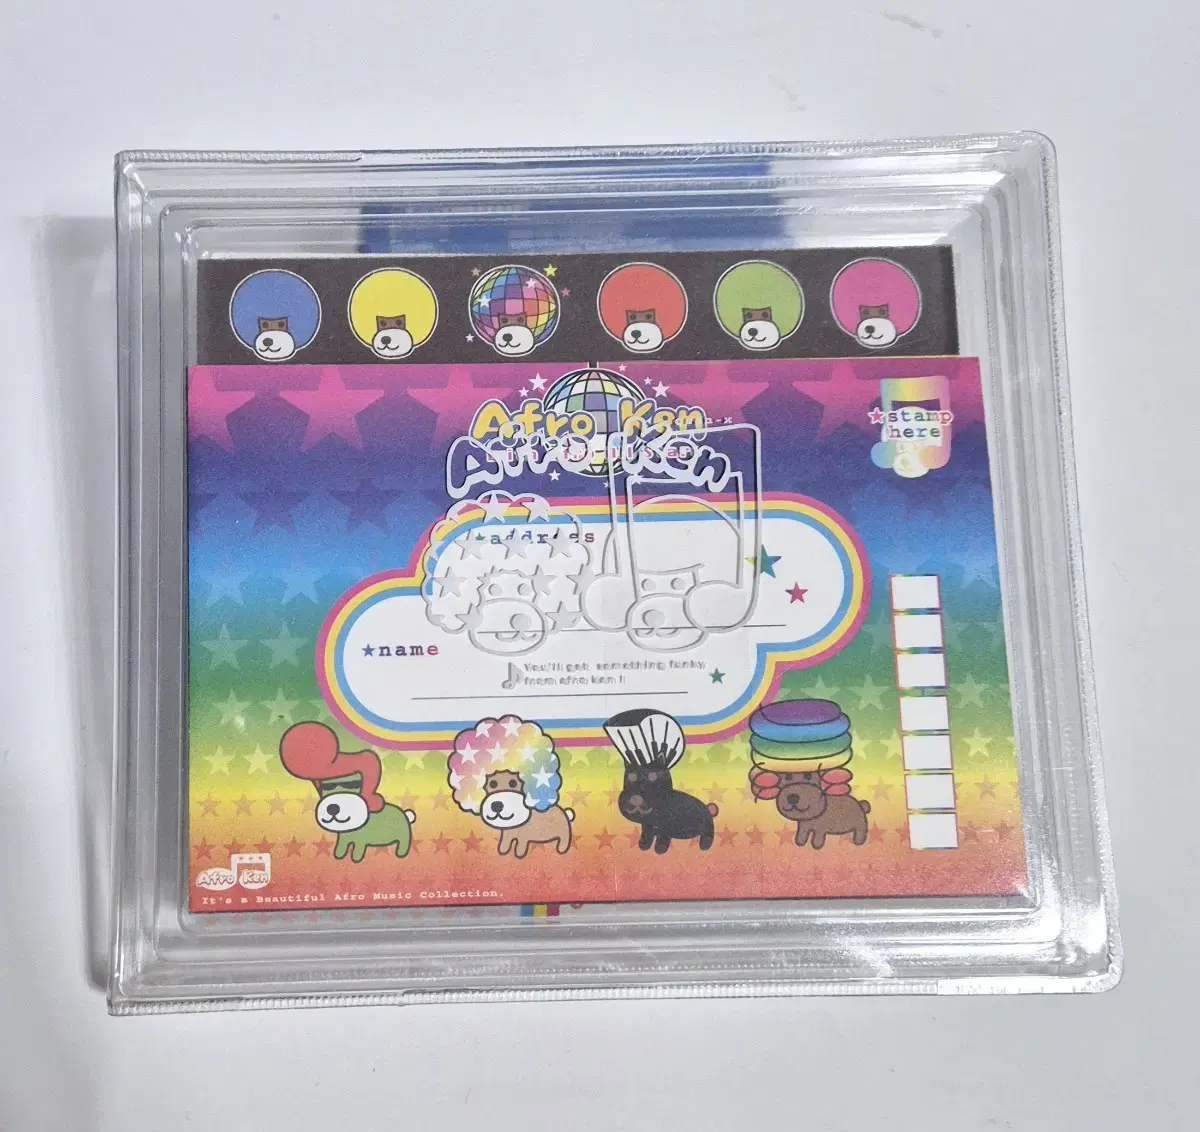 Afro Ken
Afro Ken
★stamp
here
★address
★name
You'll get something funky
from afro ken !!
Afro Ken
It's a Beautiful Afro Music Collection.